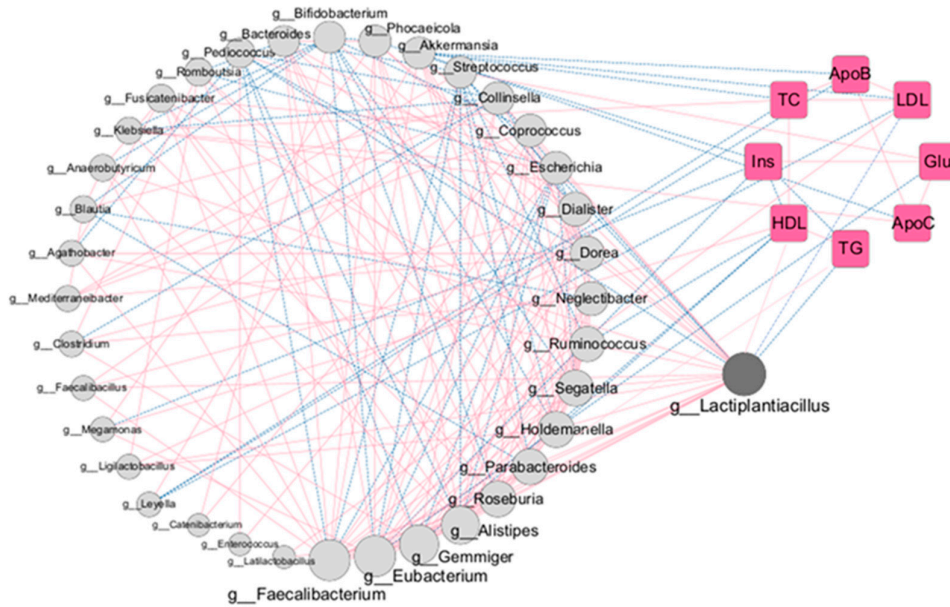 g__Bifidobacterium
g__Phocaeicola
g__Bacteroides
g__Akkermansia
g__Pediococcus
g__Streptococcus
g__Romboutsia
g__Collinsella
g__Fusicatenibacter
g__Coprococcus
g__Klebsiella
g__Escherichia
g__Anaerobutyricum
g__Dialister
g__Blautia
g__Dorea
g__Agathobacter
g__Neglectibacter
g__Mediterraneibacter
g__Ruminococcus
g__Clostridium
g__Segatella
g__Faecalibacillus
g__Holdemanella
g__Megamonas
g__Parabacteroides
g__Ligilactobacillus
g__Roseburia
g__Leyella
g__Alistipes
g__Catenibacterium
g__Gemmiger
g__Enterococcus
g__Eubacterium
g__Latilactobacillus
g__Faecalibacterium
ApoB
TC
LDL
Ins
Glu
HDL
ApoC
TG
g__Lactiplantiacillus